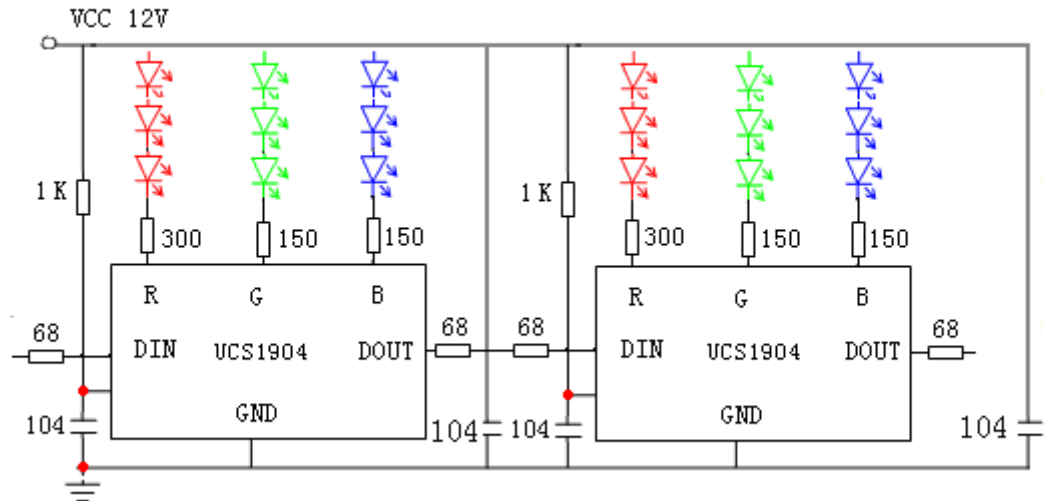 VCC 12V
1K 1K
300 150 150 300 150 150
R G B R G B
68 DIN UCS1904 DOUT 68 68 DIN UCS1904 DOUT 68
GND GND
104 104 104 104